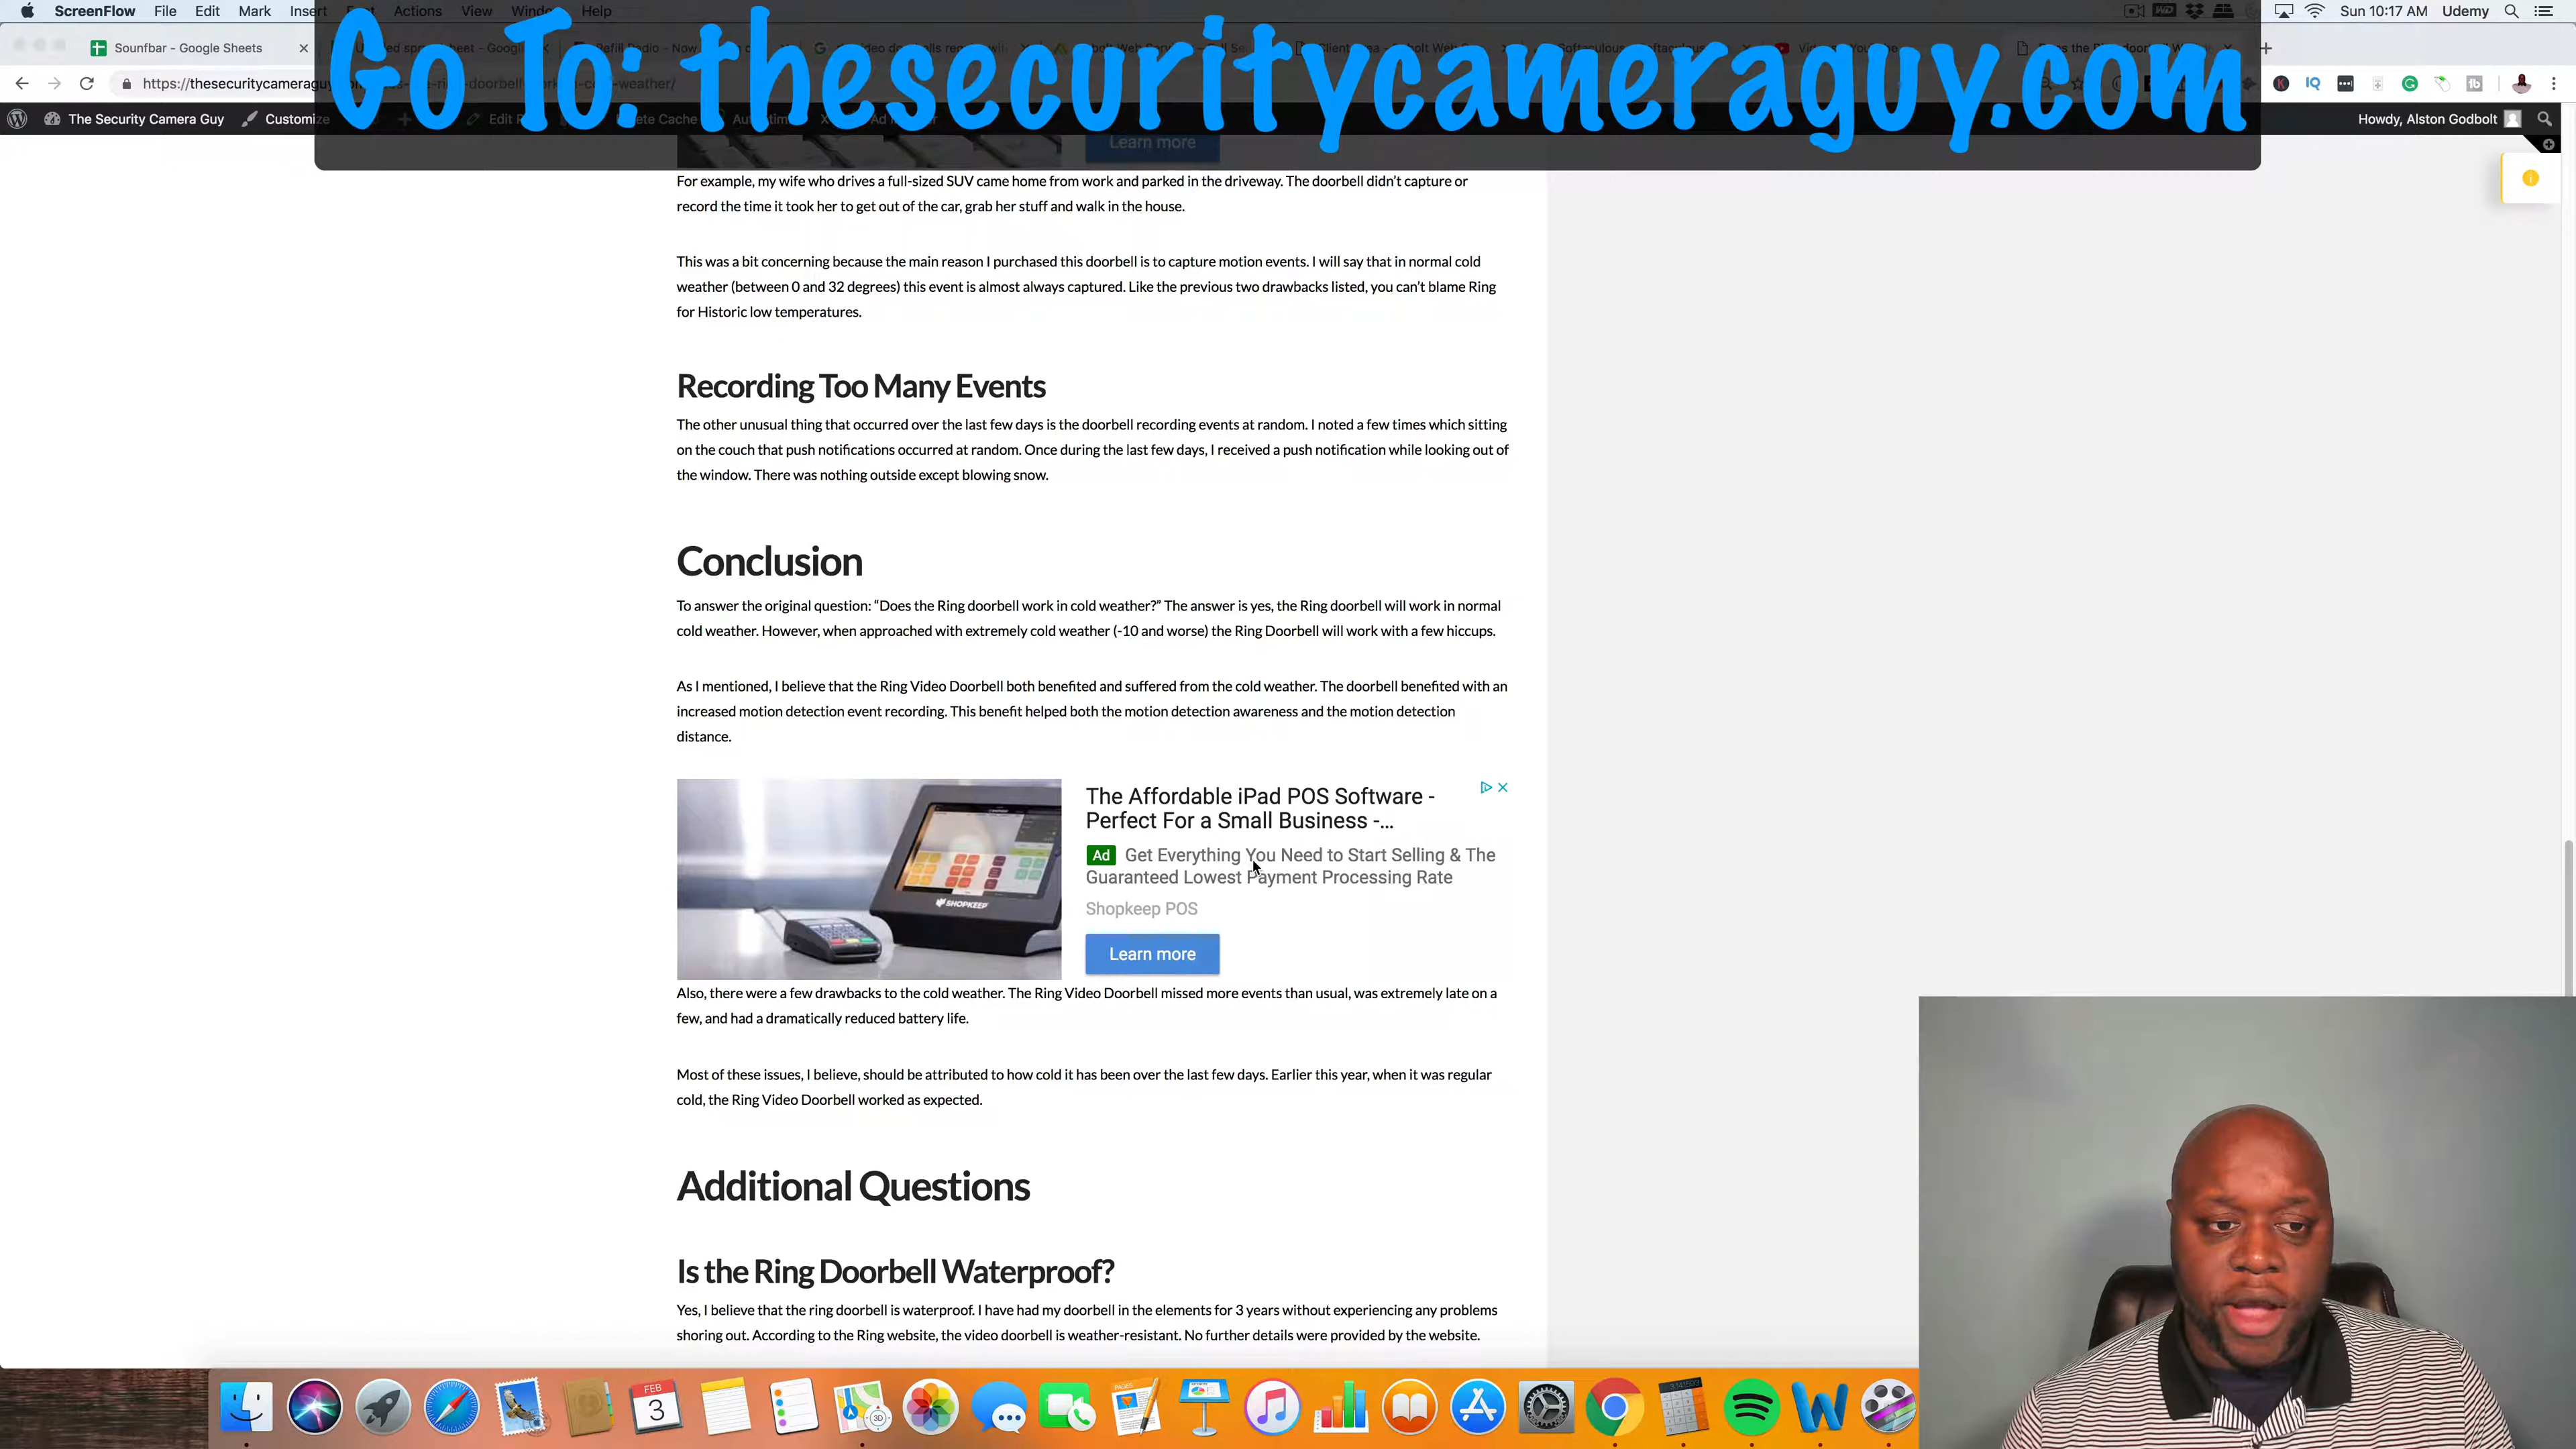 ScreenFlow File Edit Mark Insert Font Actions View Window Help
Sun 10:17 AM Udemy
Go To: thesecuritycameraguy.com
Sounfbar - Google Sheets
https://thesecuritycameraguy
The Security Camera Guy Customize
Howdy, Alston Godbolt
Learn more
For example, my wife who drives a full-sized SUV came home from work and parked in the driveway. The doorbell didn't capture or
record the time it took her to get out of the car, grab her stuff and walk in the house.
This was a bit concerning because the main reason I purchased this doorbell is to capture motion events. I will say that in normal cold
weather (between 0 and 32 degrees) this event is almost always captured. Like the previous two drawbacks listed, you can't blame Ring
for Historic low temperatures.
Recording Too Many Events
The other unusual thing that occurred over the last few days is the doorbell recording events at random. I noted a few times which sitting
on the couch that push notifications occurred at random. Once during the last few days, I received a push notification while looking out of
the window. There was nothing outside except blowing snow.
Conclusion
To answer the original question: “Does the Ring doorbell work in cold weather?” The answer is yes, the Ring doorbell will work in normal
cold weather. However, when approached with extremely cold weather (-10 and worse) the Ring Doorbell will work with a few hiccups.
As I mentioned, I believe that the Ring Video Doorbell both benefited and suffered from the cold weather. The doorbell benefited with an
increased motion detection event recording. This benefit helped both the motion detection awareness and the motion detection
distance.
The Affordable iPad POS Software -
Perfect For a Small Business -...
Ad Get Everything You Need to Start Selling & The
Guaranteed Lowest Payment Processing Rate
Shopkeep POS
SHOPKEEP
Learn more
Also, there were a few drawbacks to the cold weather. The Ring Video Doorbell missed more events than usual, was extremely late on a
few, and had a dramatically reduced battery life.
Most of these issues, I believe, should be attributed to how cold it has been over the last few days. Earlier this year, when it was regular
cold, the Ring Video Doorbell worked as expected.
Additional Questions
Is the Ring Doorbell Waterproof?
Yes, I believe that the ring doorbell is waterproof. I have had my doorbell in the elements for 3 years without experiencing any problems
shoring out. According to the Ring website, the video doorbell is weather-resistant. No further details were provided by the website.
FEB
3
3D
PAGES